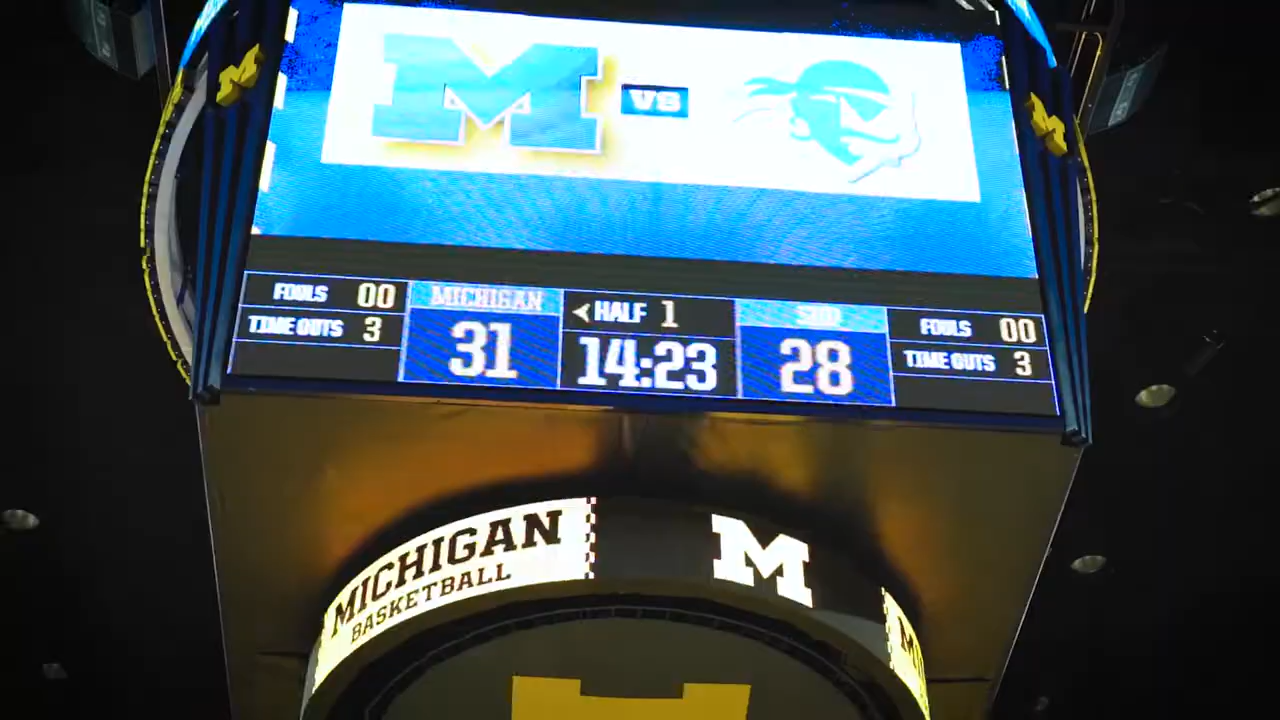 M VS
FOULS 00
TIME OUTS 3
MICHIGAN
31
HALF 1
14:23
28
FOULS 00
TIME OUTS 3
M
M
MICHIGAN
BASKETBALL
M